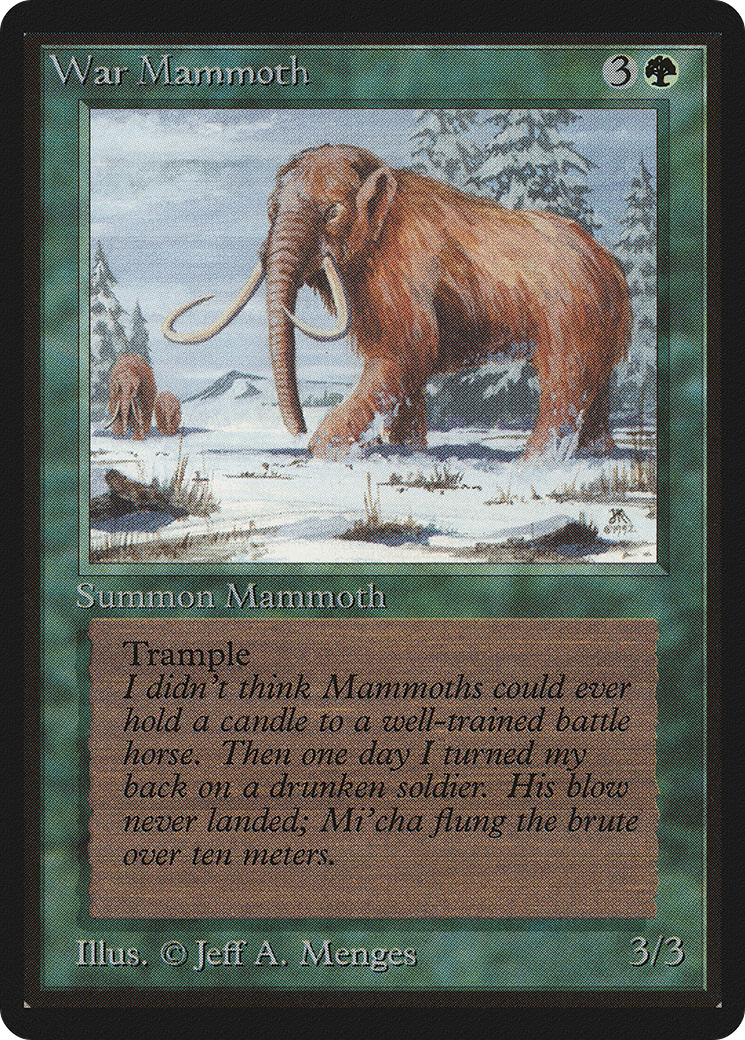 War Mammoth 3
©1992
Summon Mammoth
Trample
I didn't think Mammoths could ever
hold a candle to a well-trained battle
horse.  Then one day I turned my
back on a drunken soldier.  His blow
never landed; Mi'cha flung the brute
over ten meters.
Illus. © Jeff A. Menges 3/3